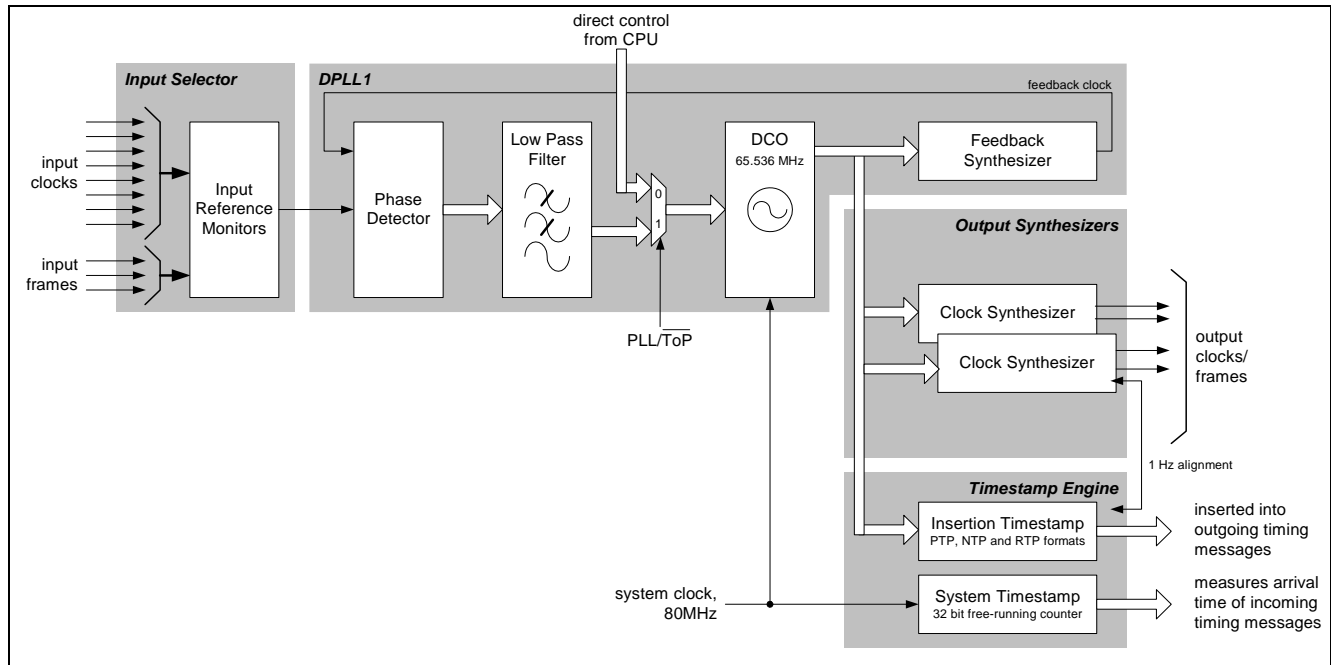 direct control
from CPU
Input Selector
DPLL1
feedback clock
input
clocks
input
frames
Input
Reference
Monitors
Phase
Detector
Low Pass
Filter
0
1
PLL/ToP
DCO
65.536 MHz
Feedback
Synthesizer
Output Synthesizers
Clock Synthesizer
Clock Synthesizer
output
clocks/
frames
1 Hz alignment
Timestamp Engine
Insertion Timestamp
PTP, NTP and RTP formats
inserted into
outgoing timing
messages
system clock,
80MHz
System Timestamp
32 bit free-running counter
measures arrival
time of incoming
timing messages